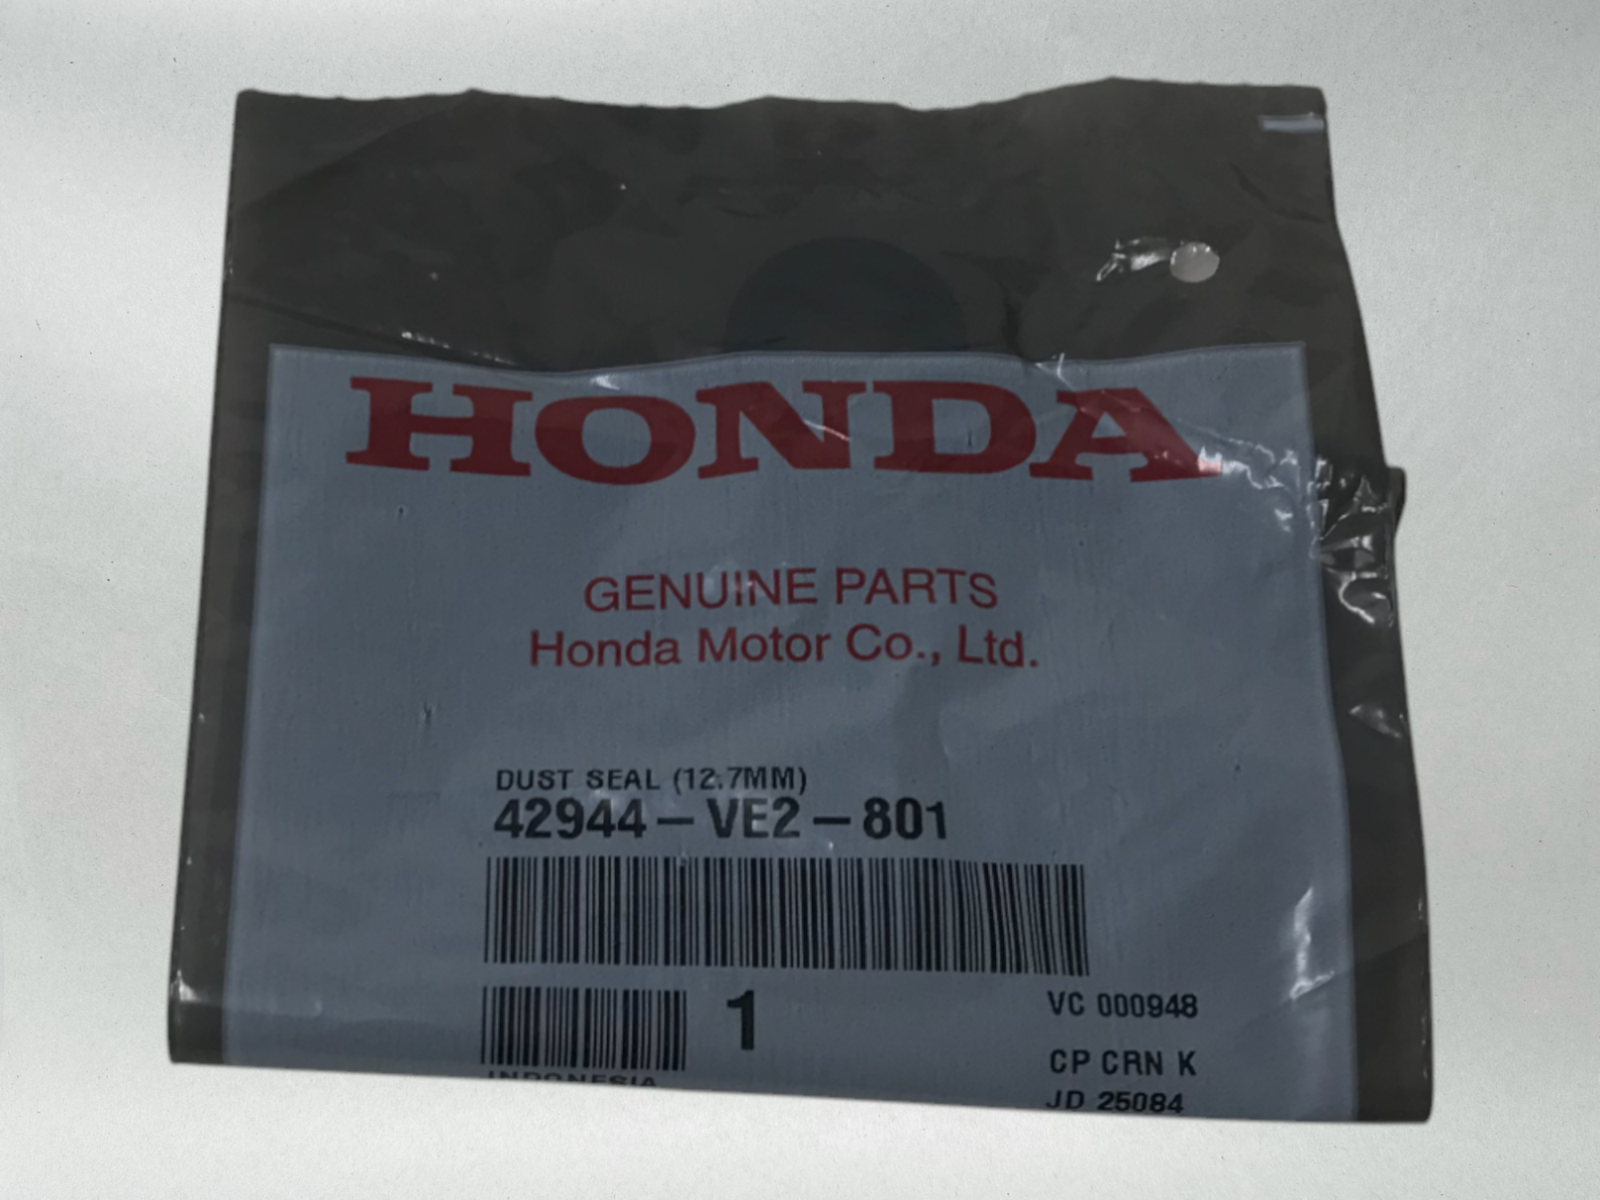 HONDA
GENUINE PARTS
Honda Motor Co., Ltd.
DUST SEAL (12.7MM)
42944-VE2-801
1
VC 000948
CP CRN K
INDONESIA
JD 25084